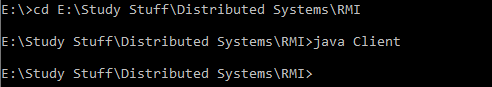 E:\>cd E:\Study Stuff\Distributed Systems\RMI
E:\Study Stuff\Distributed Systems\RMI>java Client
E:\Study Stuff\Distributed Systems\RMI>